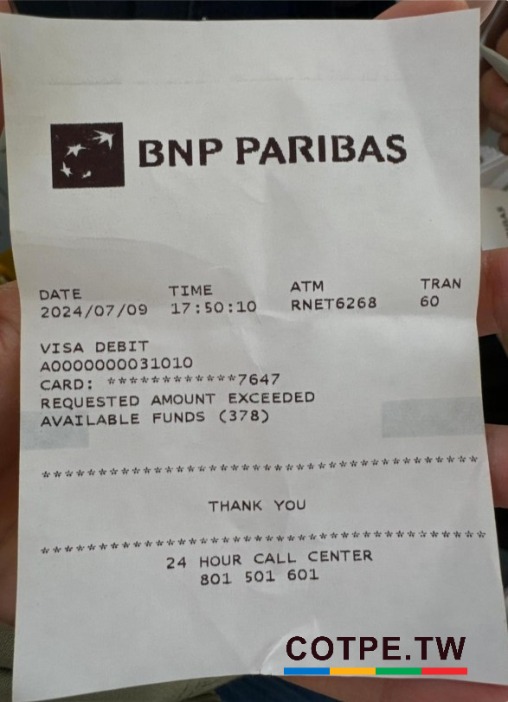 BNP PARIBAS
DATE TIME ATM TRAN
2024/07/09 17:50:10 RNET6268 60
VISA DEBIT
A0000000031010
CARD: ************7647
REQUESTED AMOUNT EXCEEDED
AVAILABLE FUNDS (378)
****************************************
THANK YOU
****************************************
24 HOUR CALL CENTER
801 501 601
COTPE.TW